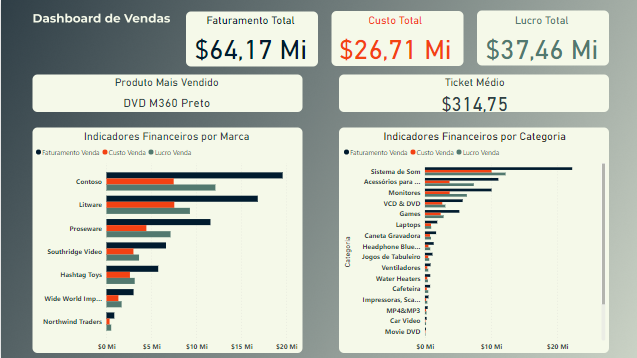 Dashboard de Vendas
Faturamento Total
$64,17 Mi
Custo Total
$26,71 Mi
Lucro Total
$37,46 Mi
Produto Mais Vendido
DVD M360 Preto
Ticket Médio
$314,75
Indicadores Financeiros por Marca
Faturamento Venda Custo Venda Lucro Venda
Contoso
Litware
Proseware
Southridge Video
Hashtag Toys
Wide World Imp...
Northwind Traders
$0 Mi $5 Mi $10 Mi $15 Mi $20 Mi
Indicadores Financeiros por Categoria
Faturamento Venda Custo Venda Lucro Venda
Categoria
Sistema de Som
Acessórios para ...
Monitores
VCD & DVD
Games
Laptops
Caneta Gravadora
Headphone Blue...
Jogos de Tabuleiro
Ventiladores
Water Heaters
Cafeteira
Impressoras, Sca...
MP4&MP3
Car Video
Movie DVD
$0 Mi $5 Mi $10 Mi $15 Mi $20 Mi